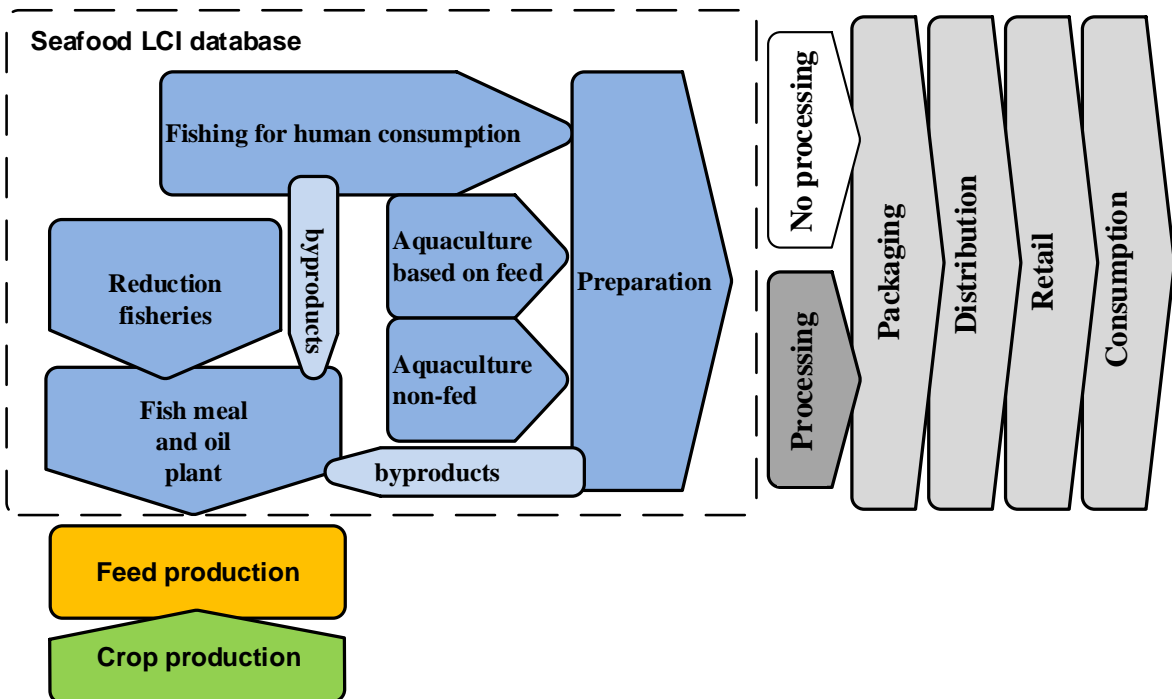 Seafood LCI database
Fishing for human consumption
byproducts
Reduction
fisheries
Aquaculture
based on feed
Aquaculture
non-fed
Preparation
Fish meal
and oil
plant
byproducts
Feed production
Crop production
No processing
Processing
Packaging
Distribution
Retail
Consumption